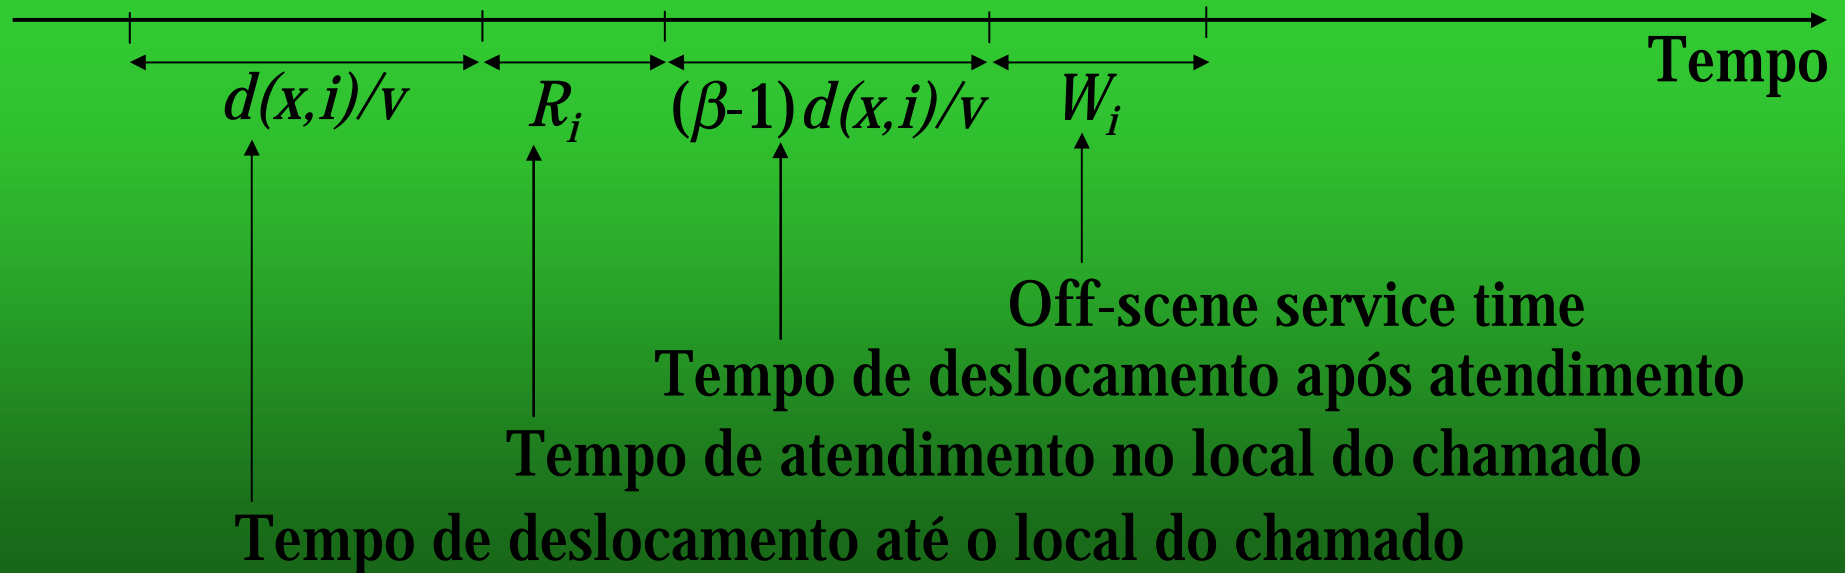 Tempo
d(x,i)/v R_i (β-1)d(x,i)/v W_i
Off-scene service time
Tempo de deslocamento após atendimento
Tempo de atendimento no local do chamado
Tempo de deslocamento até o local do chamado